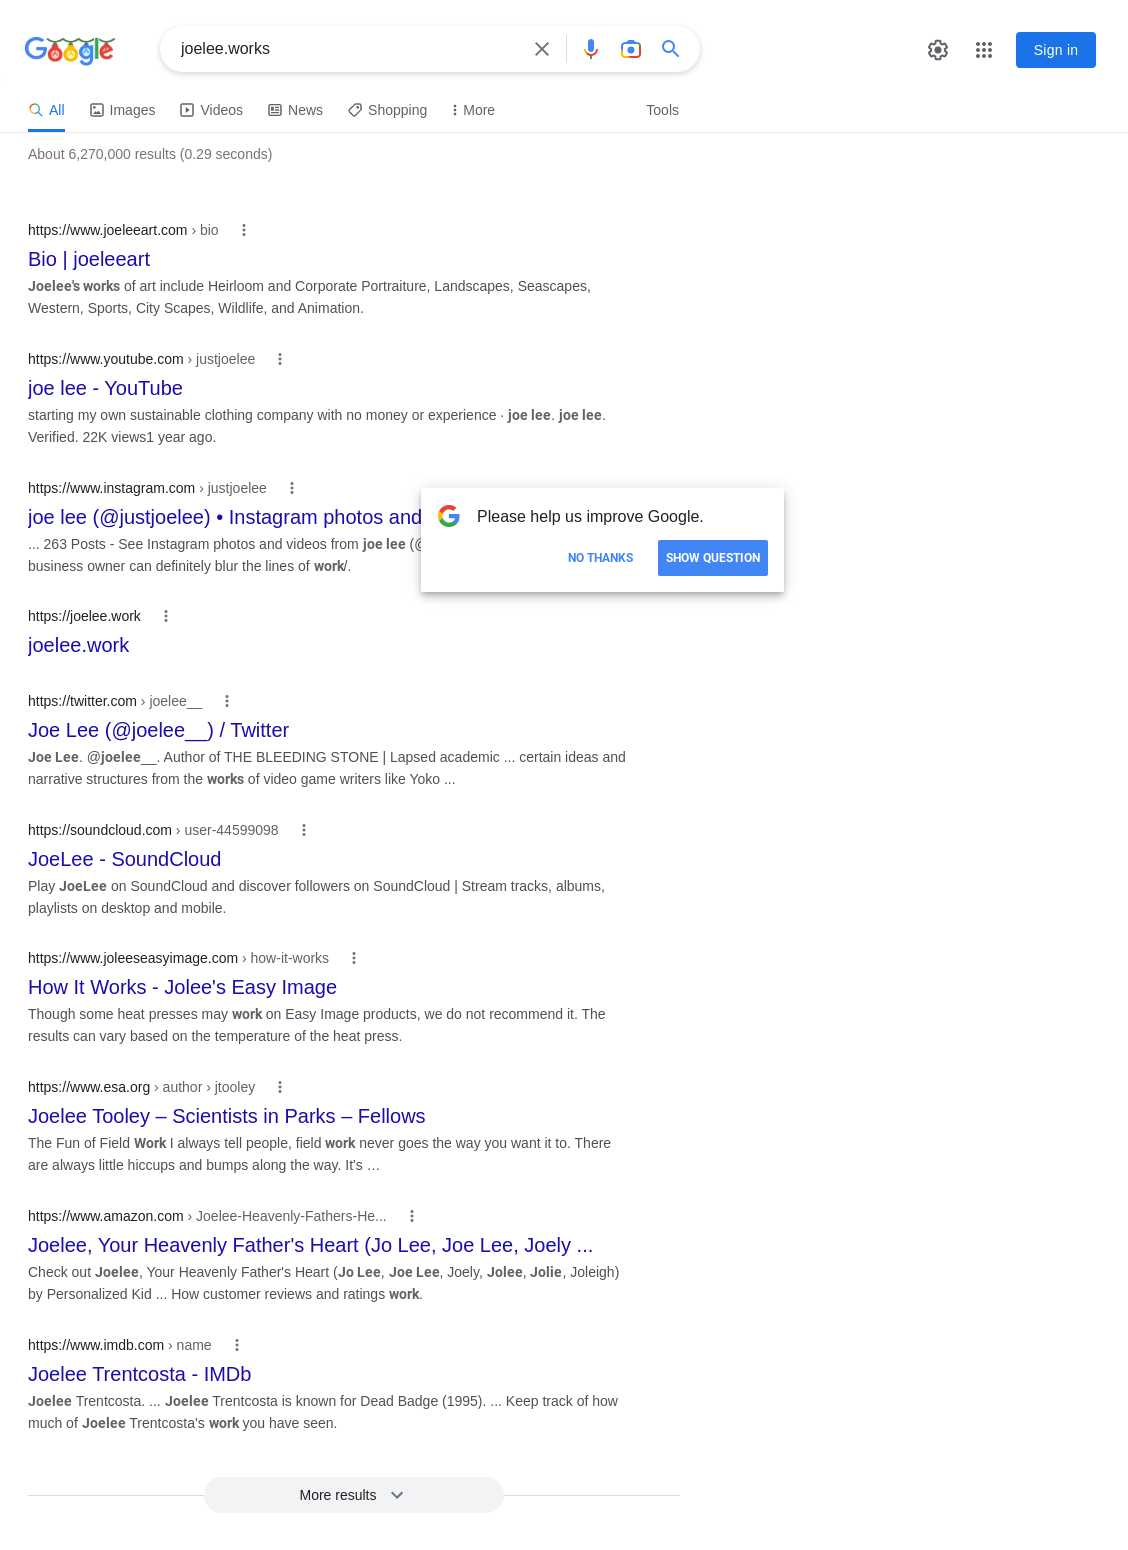 Google
joelee.works
Sign in
All
Images
Videos
News
Shopping
More
Tools
About 6,270,000 results (0.29 seconds)
https://www.joeleeart.com › bio
Bio | joeleeart
Joelee's works of art include Heirloom and Corporate Portraiture, Landscapes, Seascapes,
Western, Sports, City Scapes, Wildlife, and Animation.
https://www.youtube.com › justjoelee
joe lee - YouTube
starting my own sustainable clothing company with no money or experience · joe lee. joe lee.
Verified. 22K views1 year ago.
https://www.instagram.com › justjoelee
joe lee (@justjoelee) • Instagram photos and
... 263 Posts - See Instagram photos and videos from joe lee (@
business owner can definitely blur the lines of work/.
Please help us improve Google.
NO THANKS
SHOW QUESTION
https://joelee.work
joelee.work
https://twitter.com › joelee__
Joe Lee (@joelee__) / Twitter
Joe Lee. @joelee__. Author of THE BLEEDING STONE | Lapsed academic ... certain ideas and
narrative structures from the works of video game writers like Yoko ...
https://soundcloud.com › user-44599098
JoeLee - SoundCloud
Play JoeLee on SoundCloud and discover followers on SoundCloud | Stream tracks, albums,
playlists on desktop and mobile.
https://www.joleeseasyimage.com › how-it-works
How It Works - Jolee's Easy Image
Though some heat presses may work on Easy Image products, we do not recommend it. The
results can vary based on the temperature of the heat press.
https://www.esa.org › author › jtooley
Joelee Tooley – Scientists in Parks – Fellows
The Fun of Field Work I always tell people, field work never goes the way you want it to. There
are always little hiccups and bumps along the way. It's …
https://www.amazon.com › Joelee-Heavenly-Fathers-He...
Joelee, Your Heavenly Father's Heart (Jo Lee, Joe Lee, Joely ...
Check out Joelee, Your Heavenly Father's Heart (Jo Lee, Joe Lee, Joely, Jolee, Jolie, Joleigh)
by Personalized Kid ... How customer reviews and ratings work.
https://www.imdb.com › name
Joelee Trentcosta - IMDb
Joelee Trentcosta. ... Joelee Trentcosta is known for Dead Badge (1995). ... Keep track of how
much of Joelee Trentcosta's work you have seen.
More results